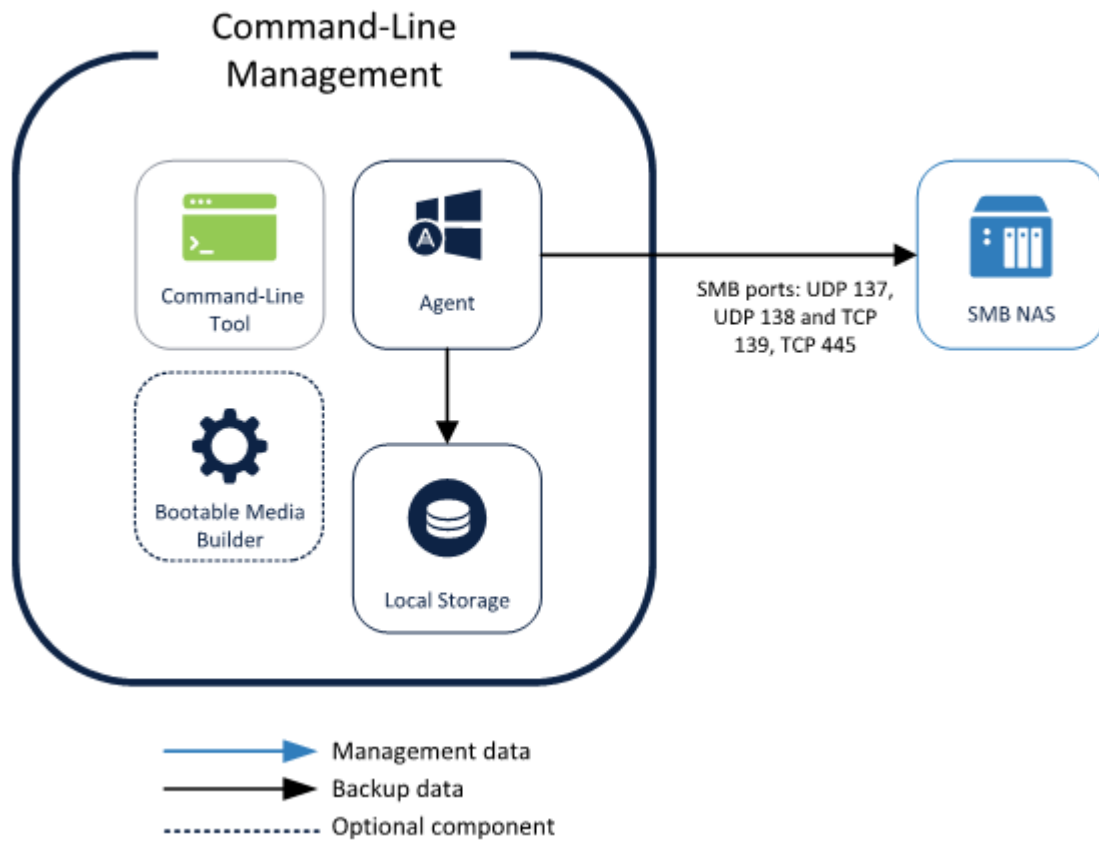 Command-Line
Management
Command-Line
Tool
Agent
SMB ports: UDP 137,
UDP 138 and TCP
139, TCP 445
SMB NAS
Bootable Media
Builder
Local Storage
Management data
Backup data
Optional component